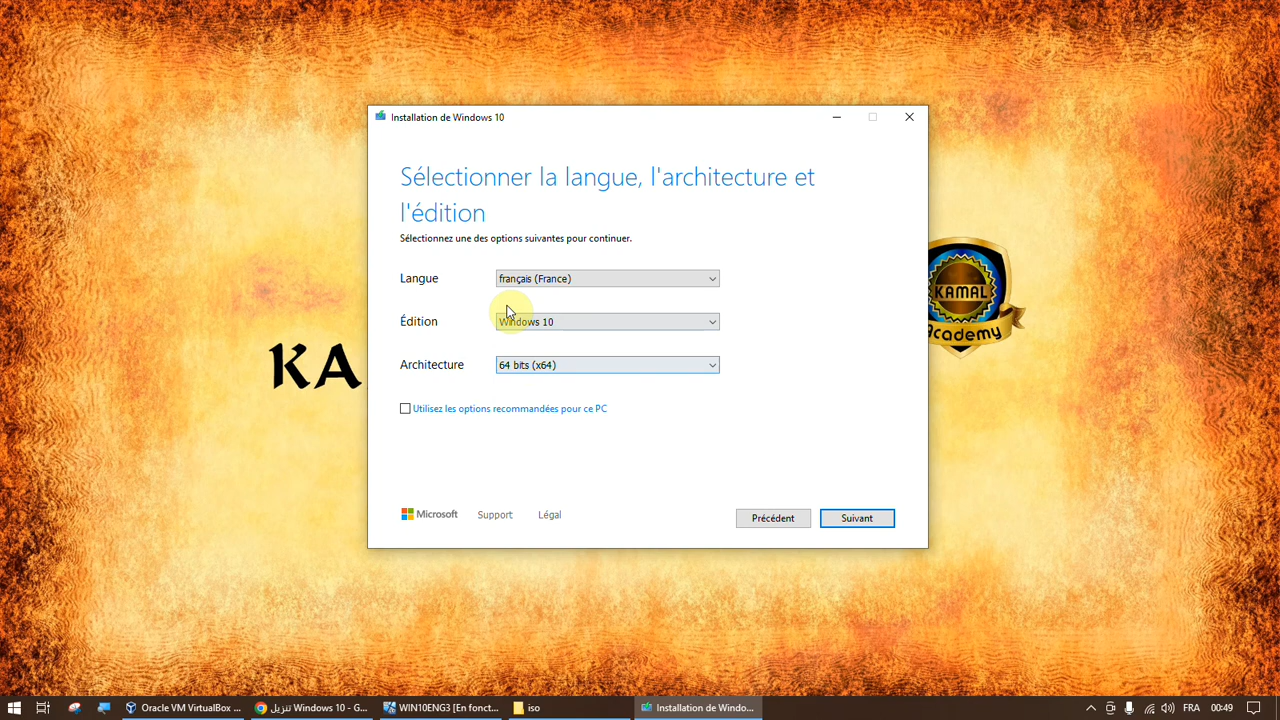 Installation de Windows 10
Sélectionner la langue, l'architecture et
l'édition
Sélectionnez une des options suivantes pour continuer.
Langue
français (France)
Édition
Windows 10
Architecture
64 bits (x64)
Utilisez les options recommandées pour ce PC
Microsoft
Support
Légal
Précédent
Suivant
KA
KAMAL
Academy
Oracle VM VirtualBox ...
تنزيل Windows 10 - G...
WIN10ENG3 [En fonct...
iso
Installation de Windo...
FRA
00:49